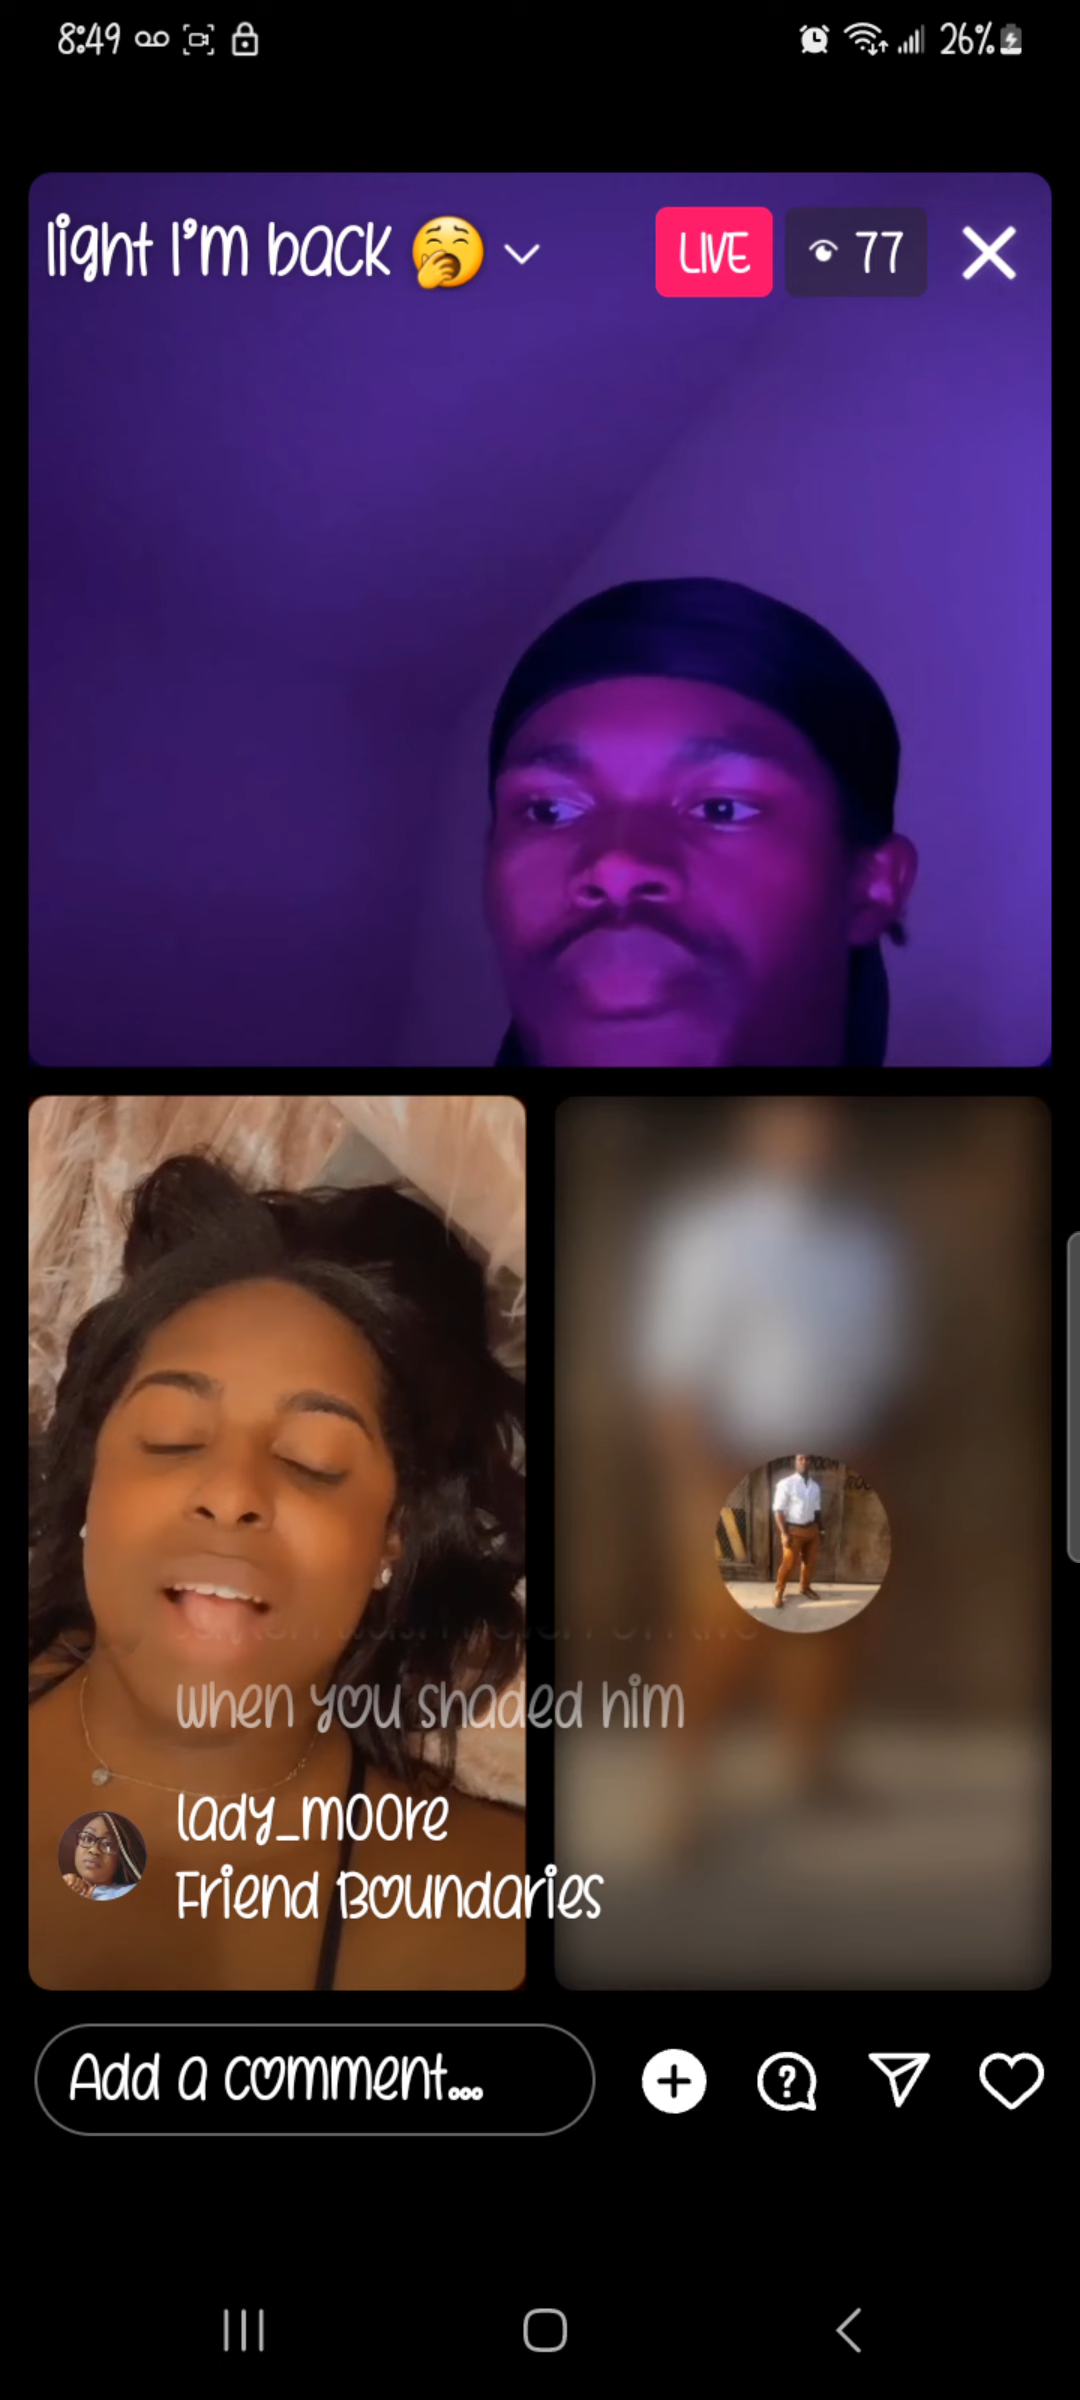 8:49
26%
light I'm back 🥱
LIVE
77
when you shaded him
lady_moore
Friend Boundaries
Add a comment...